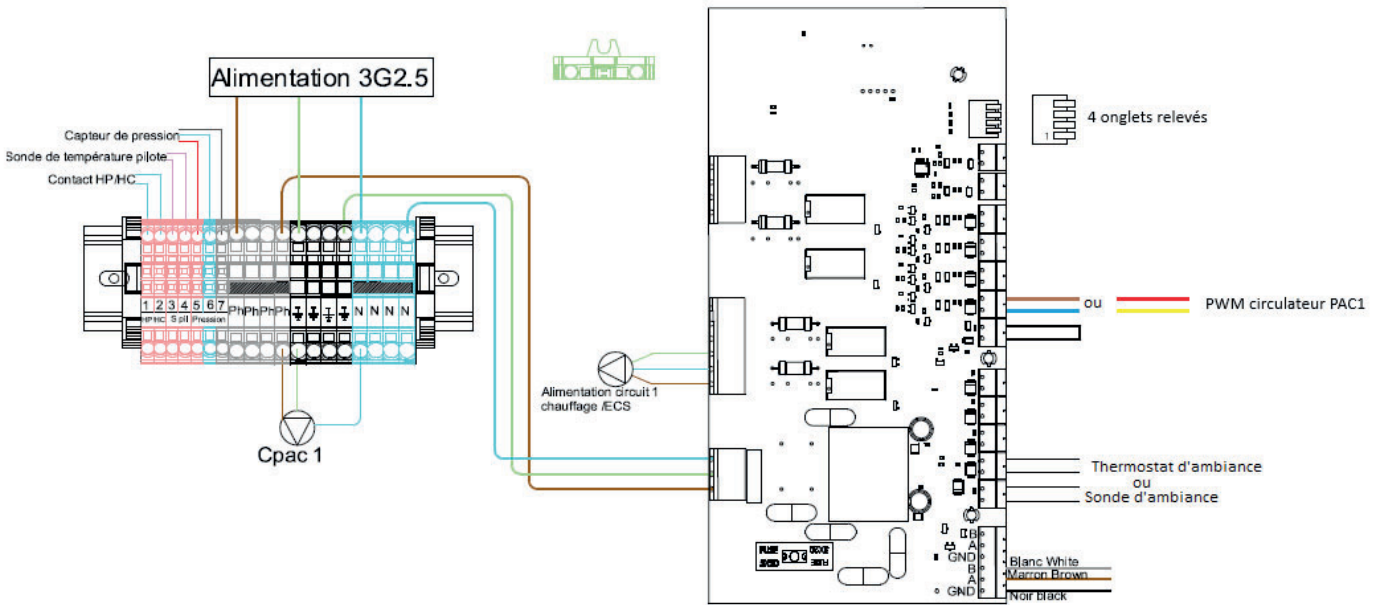 Alimentation 3G2.5
Capteur de pression
Sonde de température pilote
Contact HP/HC
1 2 3 4 5 6 7
HP HC Spil Pression
Ph Ph Ph Ph
N N N N
Cpac 1
Alimentation circuit 1
chauffage /ECS
1
4 onglets relevés
ou
PWM circulateur PAC1
Thermostat d'ambiance
ou
Sonde d'ambiance
B
A
GND
B
A
GND
Blanc White
Marron Brown
Noir black
FUSE